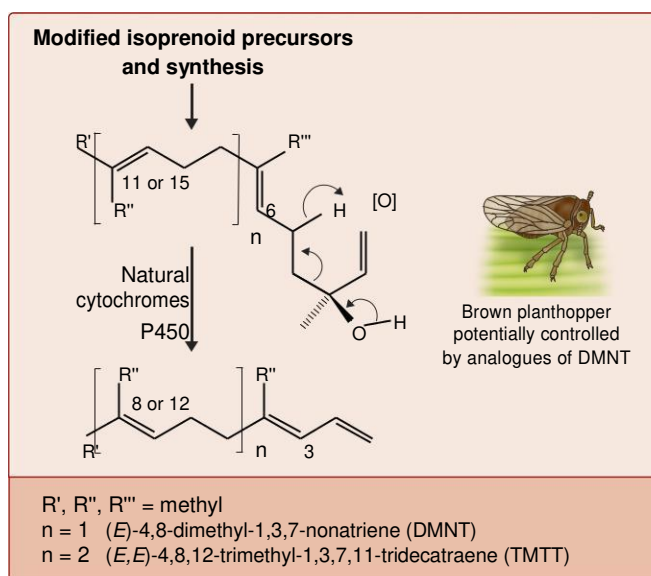 Modified isoprenoid precursors
and synthesis
R'
R'''
11 or 15
R''
6
H
[O]
n
Natural
cytochromes
P450
O
H
Brown planthopper
potentially controlled
by analogues of DMNT
R''
R''
8 or 12
R'
n
3
R', R'', R''' = methyl
n = 1 (E)-4,8-dimethyl-1,3,7-nonatriene (DMNT)
n = 2 (E,E)-4,8,12-trimethyl-1,3,7,11-tridecatraene (TMTT)